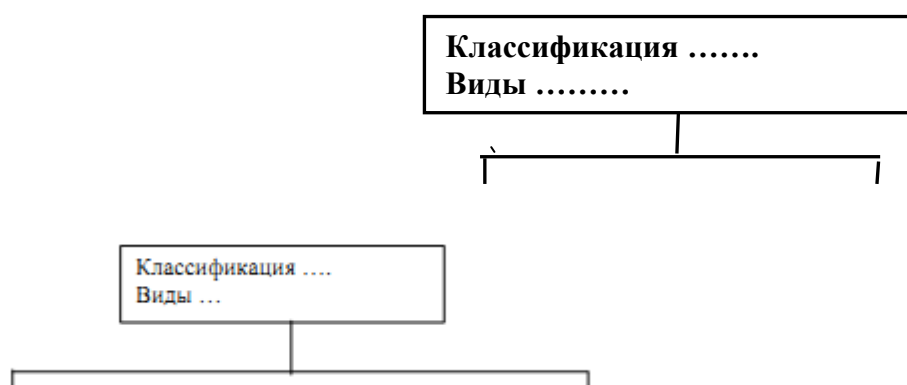 Классификация …….
Виды ………
Классификация ….
Виды …